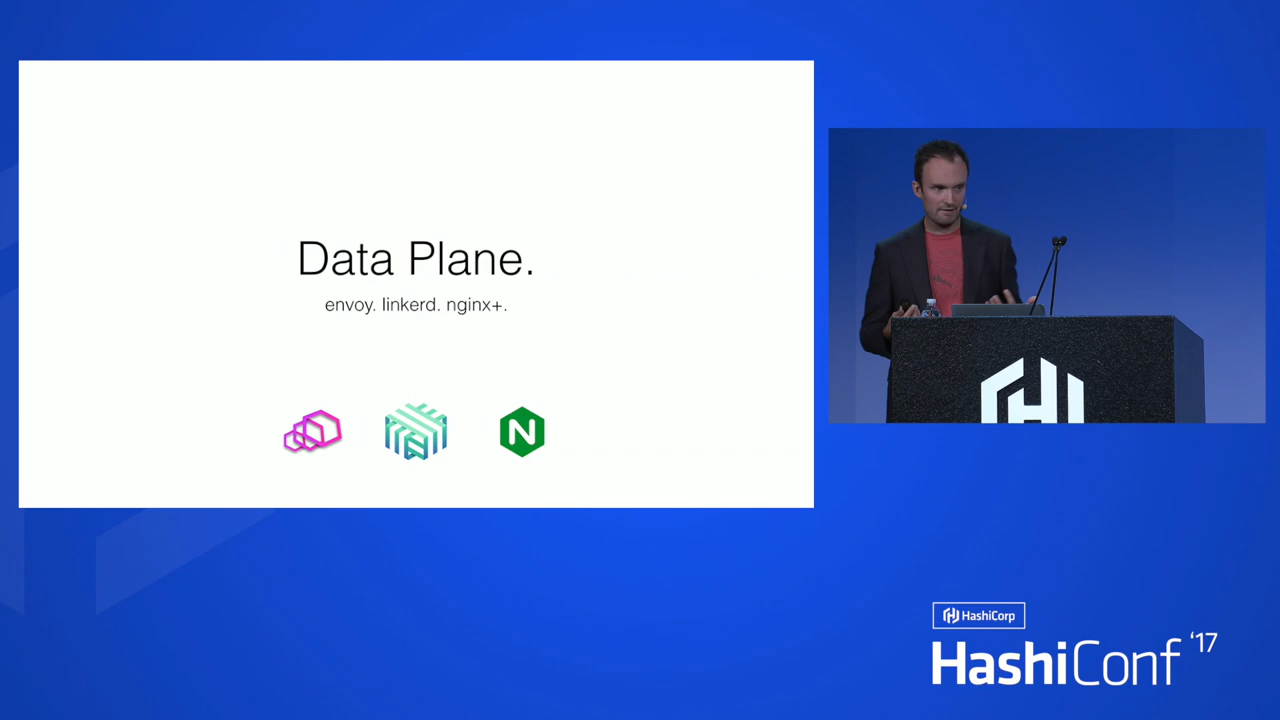 Data Plane.
envoy. linkerd. nginx+.
N
HashiCorp
HashiConf '17